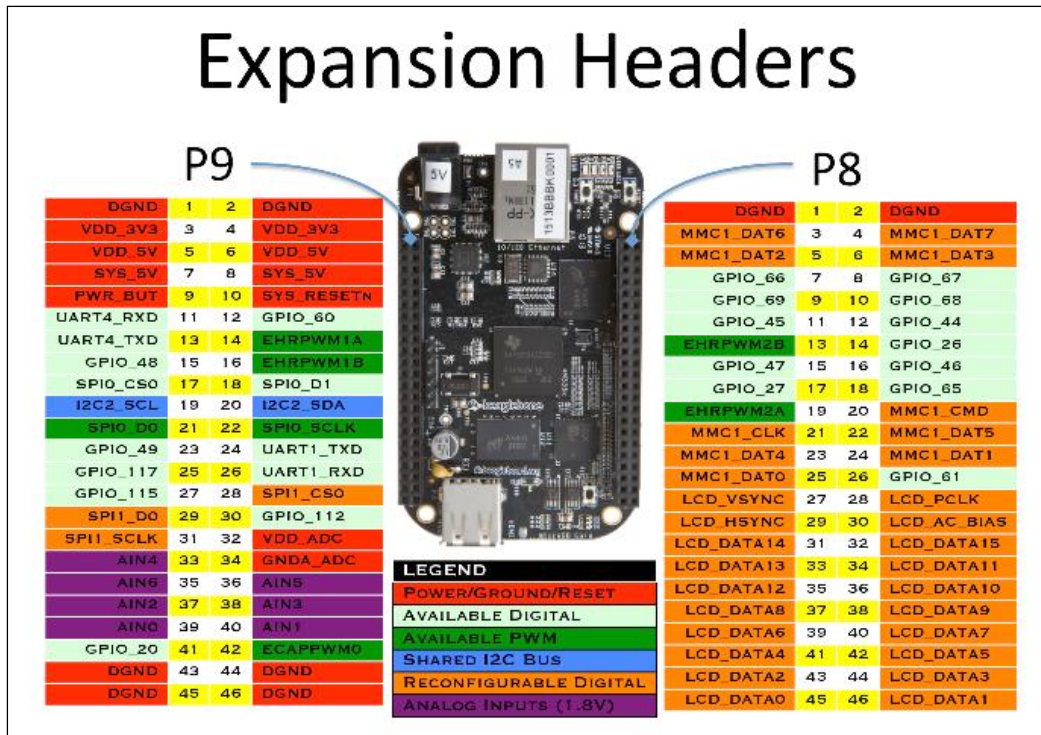 Expansion Headers
P9
P8
DGND 1 2 DGND
VDD_3V3 3 4 VDD_3V3
VDD_5V 5 6 VDD_5V
SYS_5V 7 8 SYS_5V
PWR_BUT 9 10 SYS_RESETN
UART4_RXD 11 12 GPIO_60
UART4_TXD 13 14 EHRPWM1A
GPIO_48 15 16 EHRPWM1B
SPI0_CS0 17 18 SPI0_D1
I2C2_SCL 19 20 I2C2_SDA
SPI0_D0 21 22 SPI0_SCLK
GPIO_49 23 24 UART1_TXD
GPIO_117 25 26 UART1_RXD
GPIO_115 27 28 SPI1_CS0
SPI1_D0 29 30 GPIO_112
SPI1_SCLK 31 32 VDD_ADC
AIN4 33 34 GNDA_ADC
AIN6 35 36 AIN5
AIN2 37 38 AIN3
AIN0 39 40 AIN1
GPIO_20 41 42 ECAPPWM0
DGND 43 44 DGND
DGND 45 46 DGND
5V
A5
1513BBBK0001
10/100 Ethernet
beaglebone
LEGEND
POWER/GROUND/RESET
AVAILABLE DIGITAL
AVAILABLE PWM
SHARED I2C BUS
RECONFIGURABLE DIGITAL
ANALOG INPUTS (1.8V)
DGND 1 2 DGND
MMC1_DAT6 3 4 MMC1_DAT7
MMC1_DAT2 5 6 MMC1_DAT3
GPIO_66 7 8 GPIO_67
GPIO_69 9 10 GPIO_68
GPIO_45 11 12 GPIO_44
EHRPWM2B 13 14 GPIO_26
GPIO_47 15 16 GPIO_46
GPIO_27 17 18 GPIO_65
EHRPWM2A 19 20 MMC1_CMD
MMC1_CLK 21 22 MMC1_DAT5
MMC1_DAT4 23 24 MMC1_DAT1
MMC1_DAT0 25 26 GPIO_61
LCD_VSYNC 27 28 LCD_PCLK
LCD_HSYNC 29 30 LCD_AC_BIAS
LCD_DATA14 31 32 LCD_DATA15
LCD_DATA13 33 34 LCD_DATA11
LCD_DATA12 35 36 LCD_DATA10
LCD_DATA8 37 38 LCD_DATA9
LCD_DATA6 39 40 LCD_DATA7
LCD_DATA4 41 42 LCD_DATA5
LCD_DATA2 43 44 LCD_DATA3
LCD_DATA0 45 46 LCD_DATA1